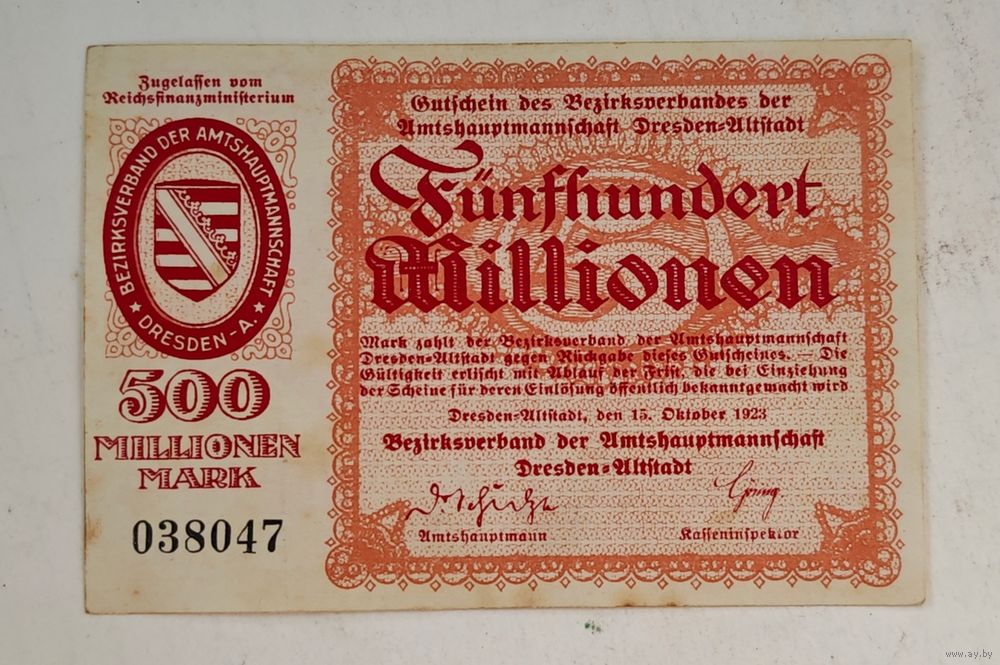 Zugelassen vom
Reichsfinanzministerium
BEZIRKSVERBAND DER AMTSHAUPTMANNSCHAFT
★ DRESDEN-A. ★
500
MILLIONEN
MARK
038047
Gutschein des Bezirksverbandes der
Amtshauptmannschaft Dresden=Altstadt
Fünfhundert
Millionen
Mark zahlt der Bezirksverband der Amtshauptmannschaft
Dresden=Altstadt gegen Rückgabe dieses Gutscheines. — Die
Gültigkeit erlischt mit Ablauf der Frist, die bei Einziehung
der Scheine für deren Einlösung öffentlich bekanntgemacht wird
Dresden=Altstadt, den 15. Oktober 1923
Bezirksverband der Amtshauptmannschaft
Dresden=Altstadt
Amtshauptmann
Kasseninspektor
www.ay.by